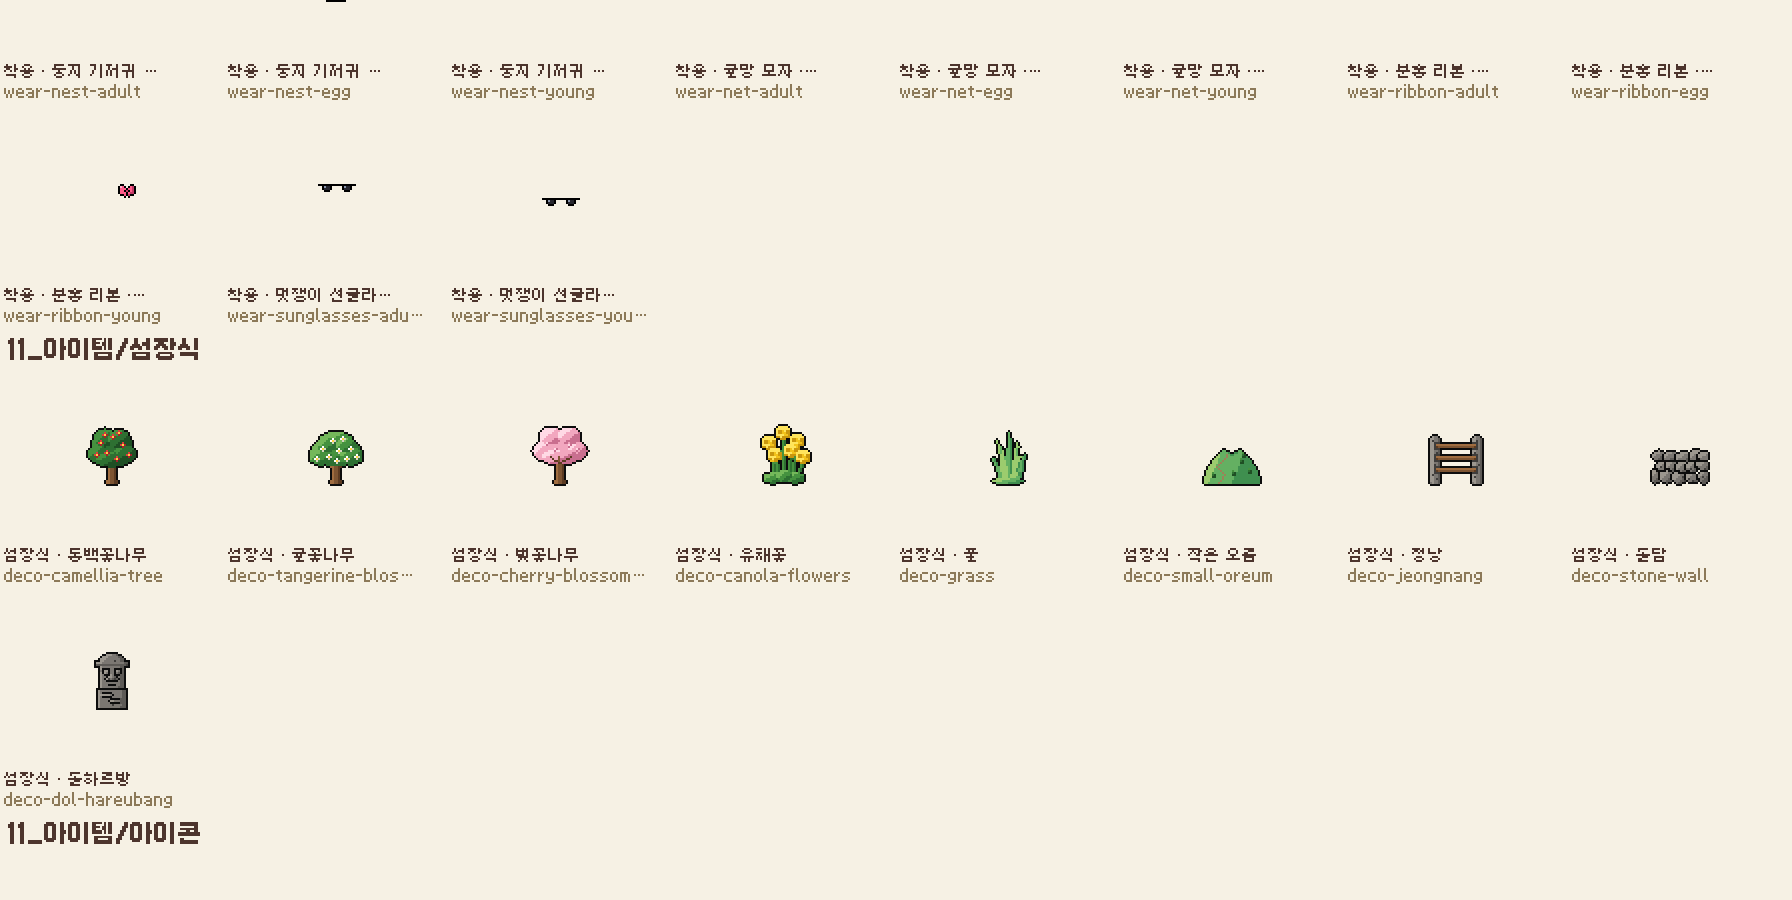 착용 · 둥지 기저귀 …
wear-nest-adult
착용 · 둥지 기저귀 …
wear-nest-egg
착용 · 둥지 기저귀 …
wear-nest-young
착용 · 귤망 모자 ·…
wear-net-adult
착용 · 귤망 모자 ·…
wear-net-egg
착용 · 귤망 모자 ·…
wear-net-young
착용 · 분홍 리본 ·…
wear-ribbon-adult
착용 · 분홍 리본 ·…
wear-ribbon-egg
착용 · 분홍 리본 ·…
wear-ribbon-young
착용 · 멋쟁이 선글라…
wear-sunglasses-adu…
착용 · 멋쟁이 선글라…
wear-sunglasses-you…
11_아이템/섬장식
섬장식 · 동백꽃나무
deco-camellia-tree
섬장식 · 귤꽃나무
deco-tangerine-blos…
섬장식 · 벚꽃나무
deco-cherry-blossom…
섬장식 · 유채꽃
deco-canola-flowers
섬장식 · 풀
deco-grass
섬장식 · 작은 오름
deco-small-oreum
섬장식 · 정낭
deco-jeongnang
섬장식 · 돌담
deco-stone-wall
섬장식 · 돌하르방
deco-dol-hareubang
11_아이템/아이콘